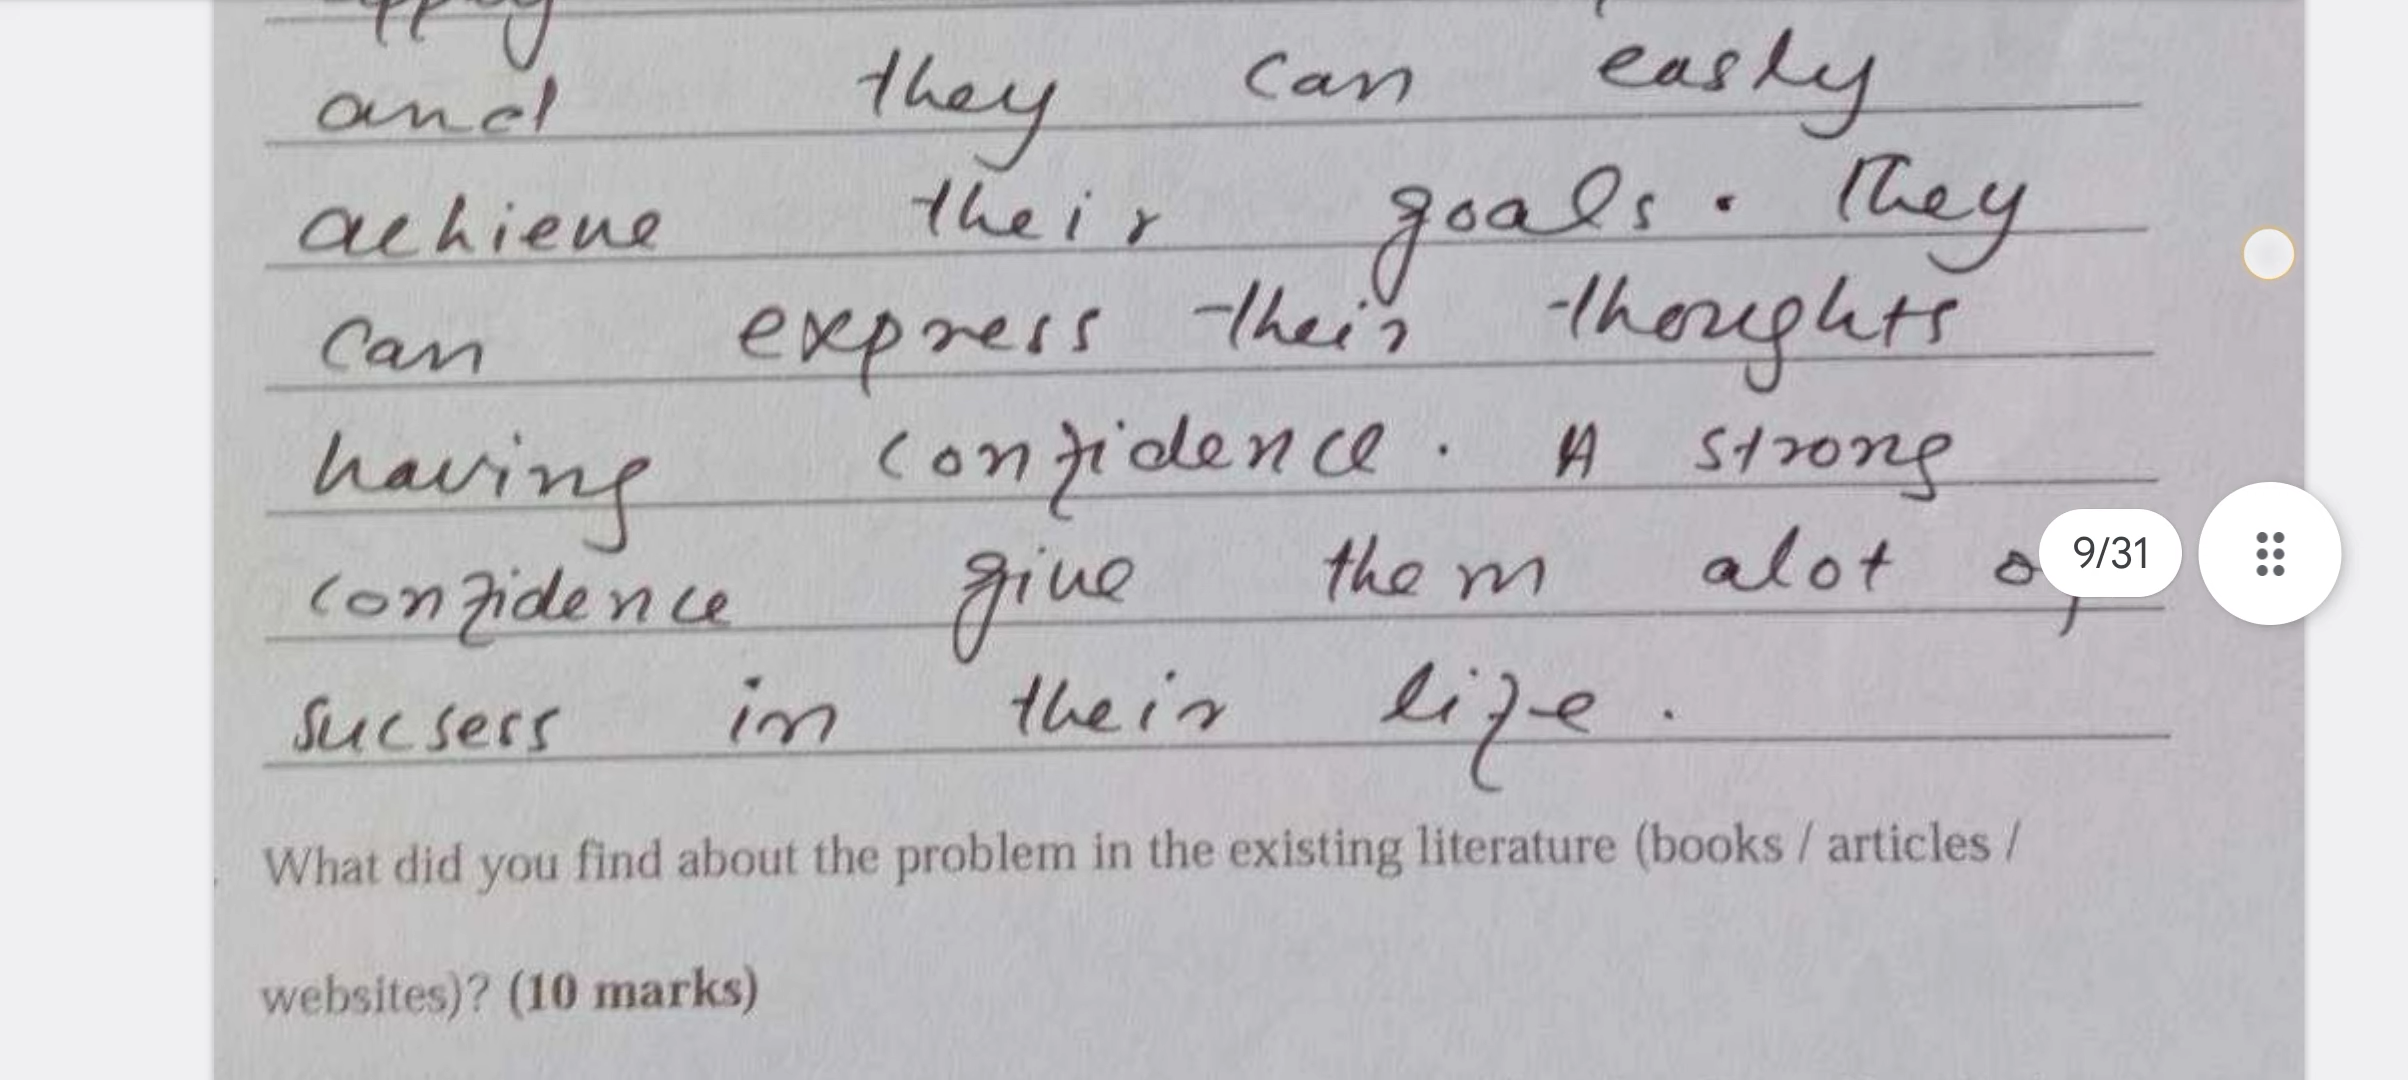 and they can easly
achieve their goals. They
can express their thoughts
having confidence. A strong
confidence give them alot of
9/31
sucsess in their life.
What did you find about the problem in the existing literature (books / articles /
websites)? (10 marks)